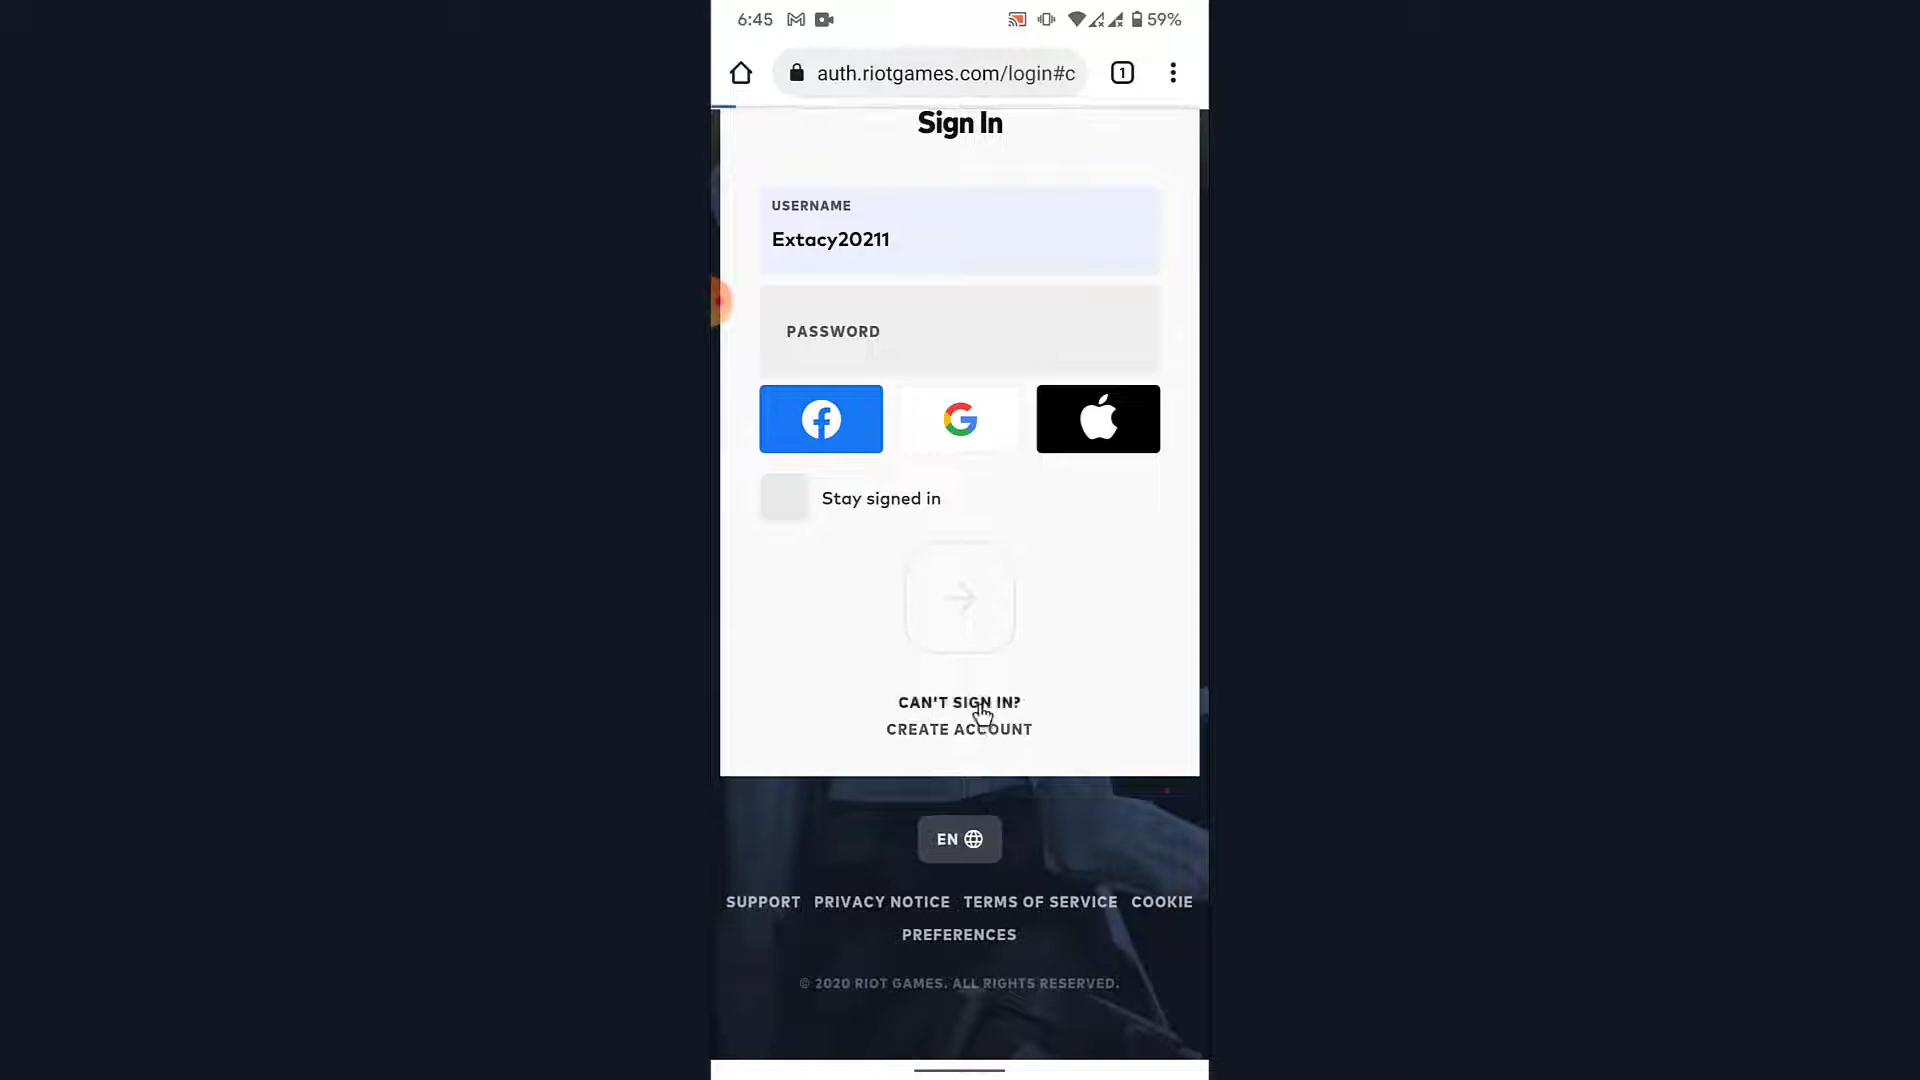 6:45 59%
auth.riotgames.com/login#c 1
Sign In
USERNAME
Extacy20211
PASSWORD
Stay signed in
CAN'T SIGN IN?
CREATE ACCOUNT
EN
SUPPORT PRIVACY NOTICE TERMS OF SERVICE COOKIE
PREFERENCES
© 2020 RIOT GAMES. ALL RIGHTS RESERVED.